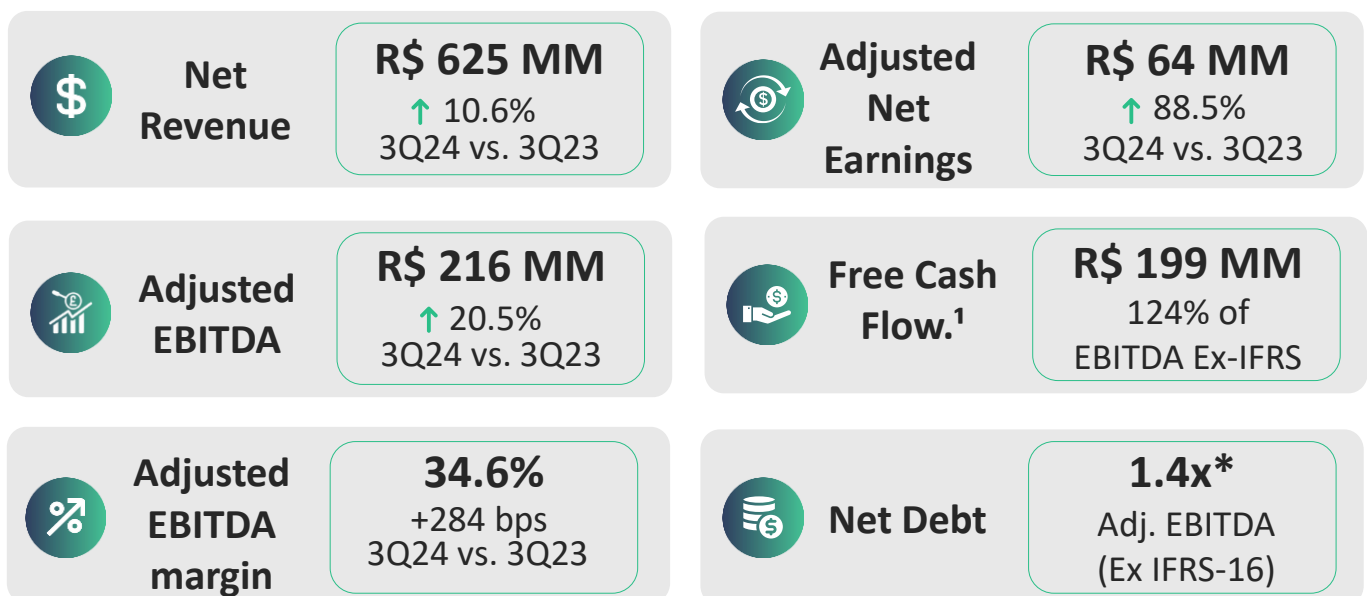 $
Net
Revenue
R$ 625 MM
↑ 10.6%
3Q24 vs. 3Q23
$
Adjusted
Net
Earnings
R$ 64 MM
↑ 88.5%
3Q24 vs. 3Q23
£
Adjusted
EBITDA
R$ 216 MM
↑ 20.5%
3Q24 vs. 3Q23
$
Free Cash
Flow.¹
R$ 199 MM
124% of
EBITDA Ex-IFRS
%
Adjusted
EBITDA
margin
34.6%
+284 bps
3Q24 vs. 3Q23
$
Net Debt
1.4x*
Adj. EBITDA
(Ex IFRS-16)